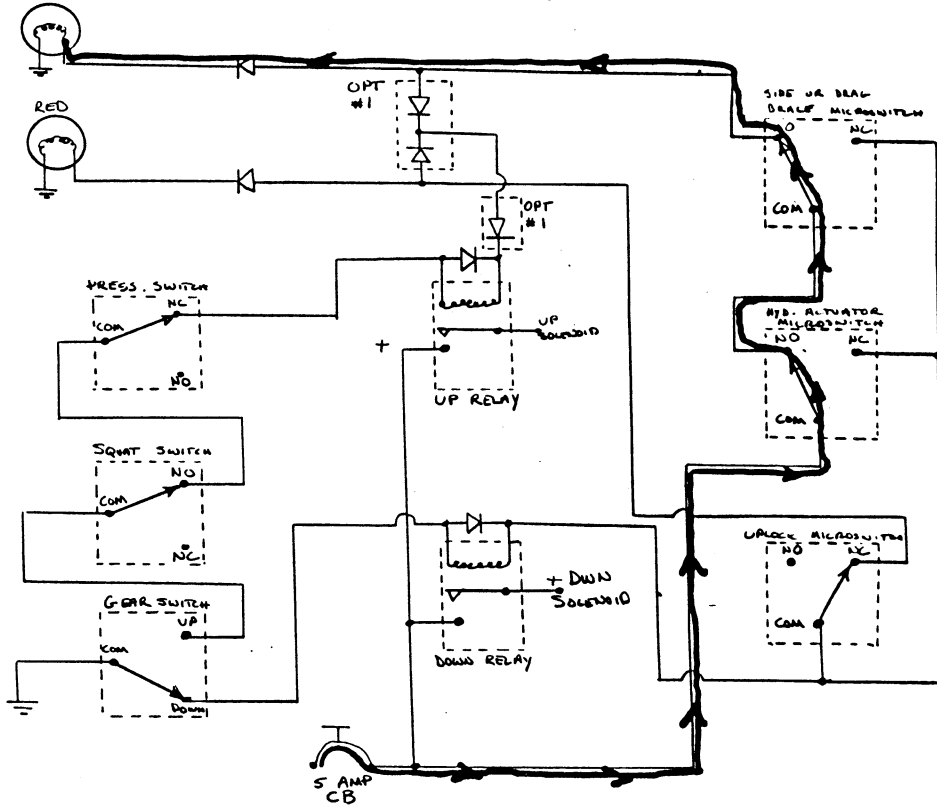 OPT
#1
SIDE OR DRAG
BRACE MICROSWITCH
O
NC
COM
RED
OPT
#1
PRESS. SWITCH
NC
COM
NO
UP
SOLENOID
+
UP RELAY
HYD. ACTUATOR
MICROSWITCH
NO
NC
COM
SQUAT SWITCH
NO
COM
NC
UPLOCK MICROSWITCH
NO
NC
COM
+ DWN
SOLENOID
DOWN RELAY
GEAR SWITCH
UP
COM
DOWN
5 AMP
CB